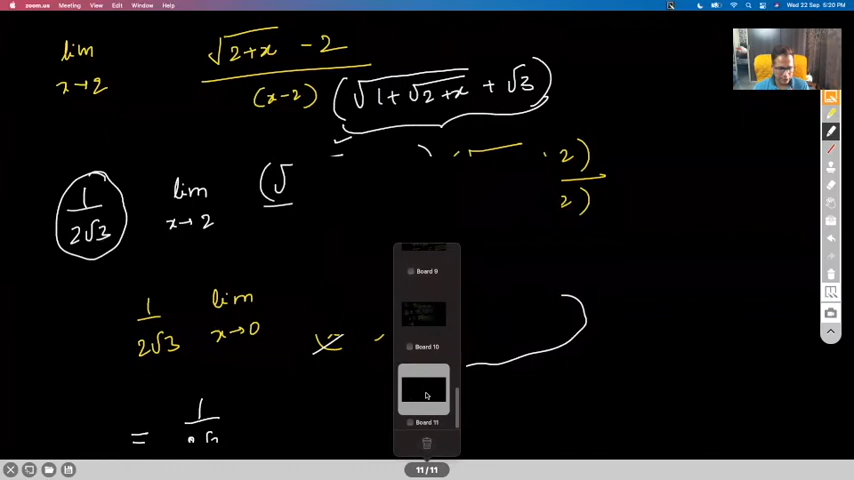 zoom.us Meeting View Edit Window Help Wed 22 Sep 5:20 PM
lim x→2 √2+x - 2
(x-2) (√1+√2+x + √3)
1 2√3 lim x→2 (√
2)
2)
Board 9
1 2√3 lim x→0
Board 10
= 1
Board 11
11/11